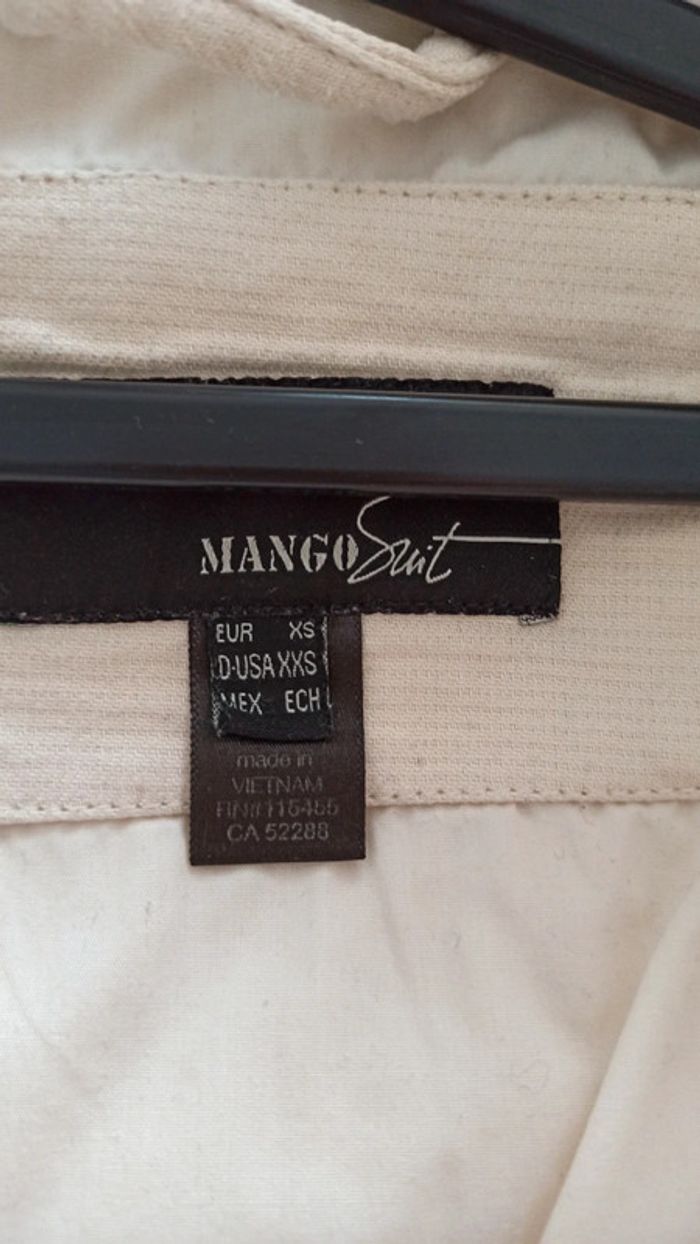 MANGO Suit
EUR XS
D·USA XXS
MEX ECH
made in
VIETNAM
RN#115455
CA 52288